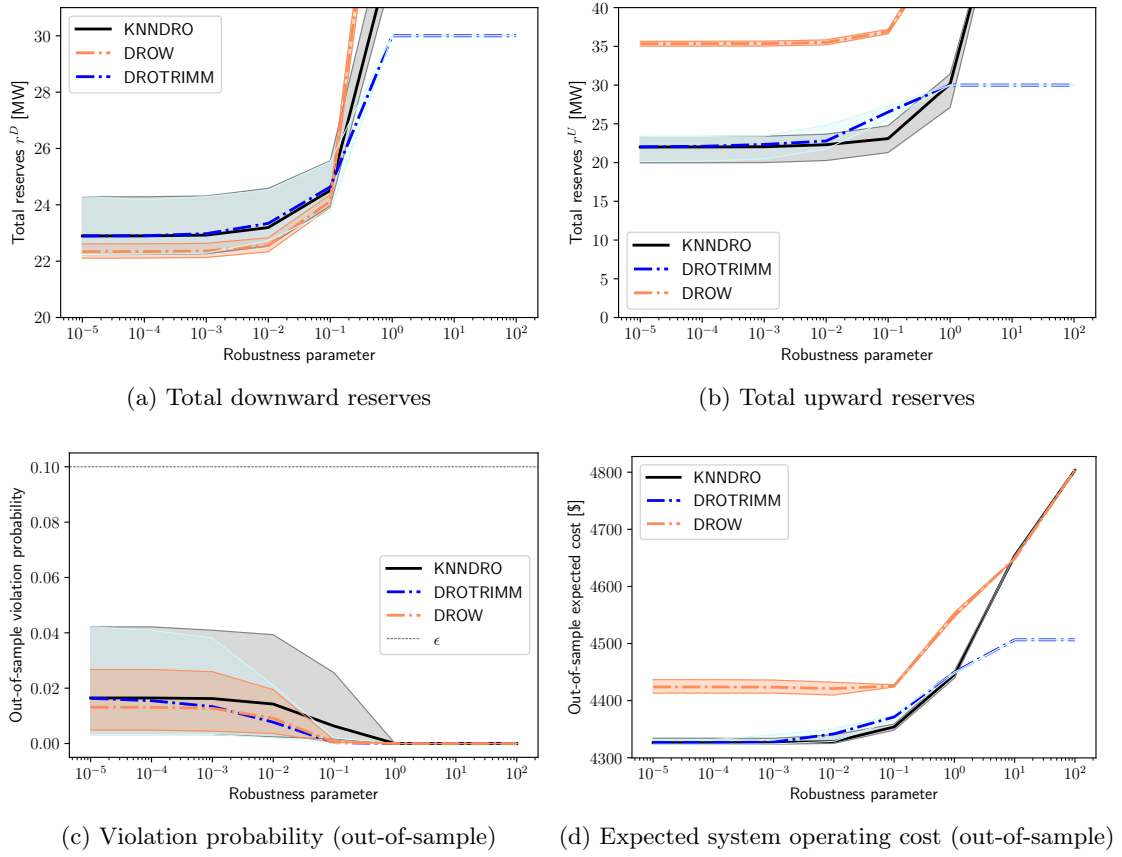 30
28
26
24
22
20
Total reserves r^D [MW]
KNNDRO
DROW
DROTRIMM
10^-5 10^-4 10^-3 10^-2 10^-1 10^0 10^1 10^2
Robustness parameter
(a) Total downward reserves
40
35
30
25
20
15
10
5
0
Total reserves r^U [MW]
KNNDRO
DROTRIMM
DROW
10^-5 10^-4 10^-3 10^-2 10^-1 10^0 10^1 10^2
Robustness parameter
(b) Total upward reserves
0.10
0.08
0.06
0.04
0.02
0.00
Out-of-sample violation probability
KNNDRO
DROTRIMM
DROW
ϵ
10^-5 10^-4 10^-3 10^-2 10^-1 10^0 10^1 10^2
Robustness parameter
(c) Violation probability (out-of-sample)
4800
4700
4600
4500
4400
4300
Out-of-sample expected cost [$]
KNNDRO
DROTRIMM
DROW
10^-5 10^-4 10^-3 10^-2 10^-1 10^0 10^1 10^2
Robustness parameter
(d) Expected system operating cost (out-of-sample)